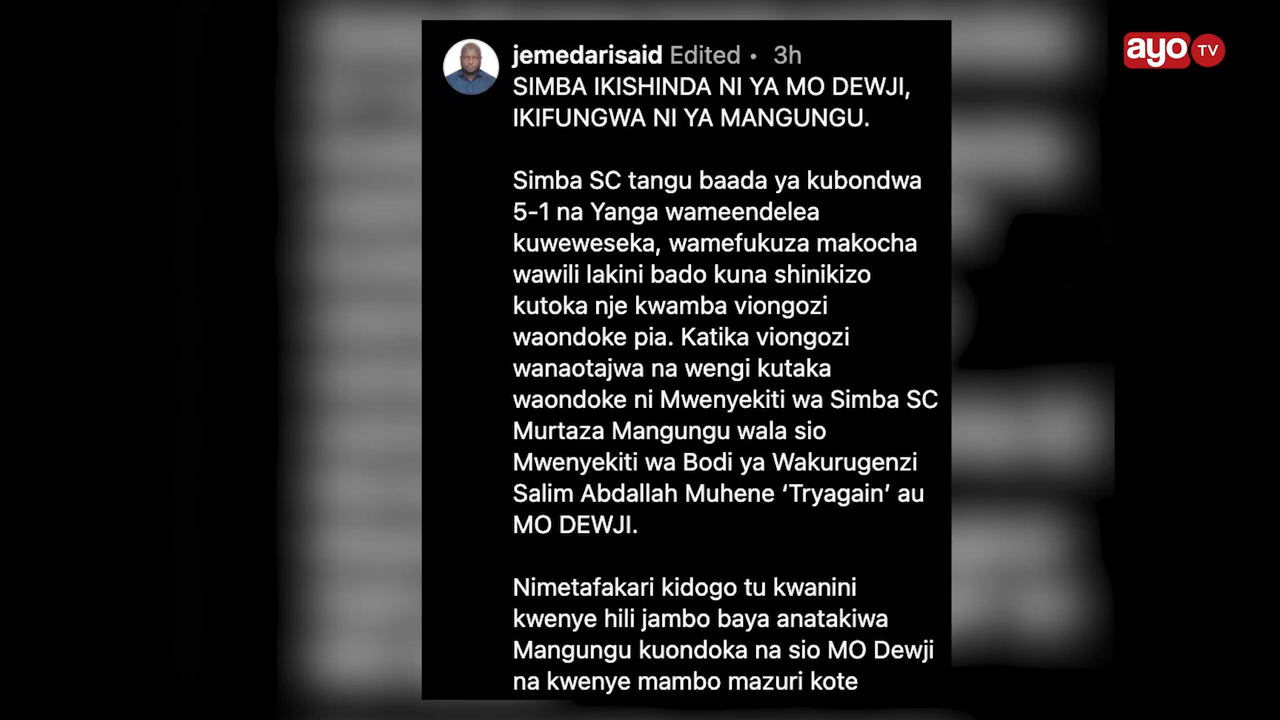 ayo TV
jemedarisaid Edited • 3h
SIMBA IKISHINDA NI YA MO DEWJI,
IKIFUNGWA NI YA MANGUNGU.
Simba SC tangu baada ya kubondwa
5-1 na Yanga wameendelea
kuweweseka, wamefukuza makocha
wawili lakini bado kuna shinikizo
kutoka nje kwamba viongozi
waondoke pia. Katika viongozi
wanaotajwa na wengi kutaka
waondoke ni Mwenyekiti wa Simba SC
Murtaza Mangungu wala sio
Mwenyekiti wa Bodi ya Wakurugenzi
Salim Abdallah Muhene ‘Tryagain’ au
MO DEWJI.
Nimetafakari kidogo tu kwanini
kwenye hili jambo baya anatakiwa
Mangungu kuondoka na sio MO Dewji
na kwenye mambo mazuri kote